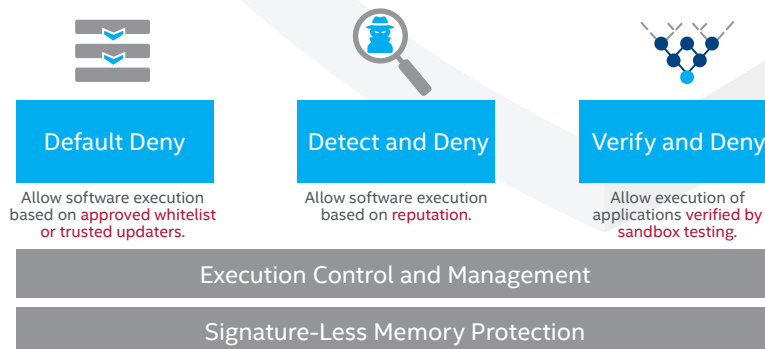 Default Deny
Allow software execution
based on approved whitelist
or trusted updaters.
Detect and Deny
Allow software execution
based on reputation.
Verify and Deny
Allow execution of
applications verified by
sandbox testing.
Execution Control and Management
Signature-Less Memory Protection